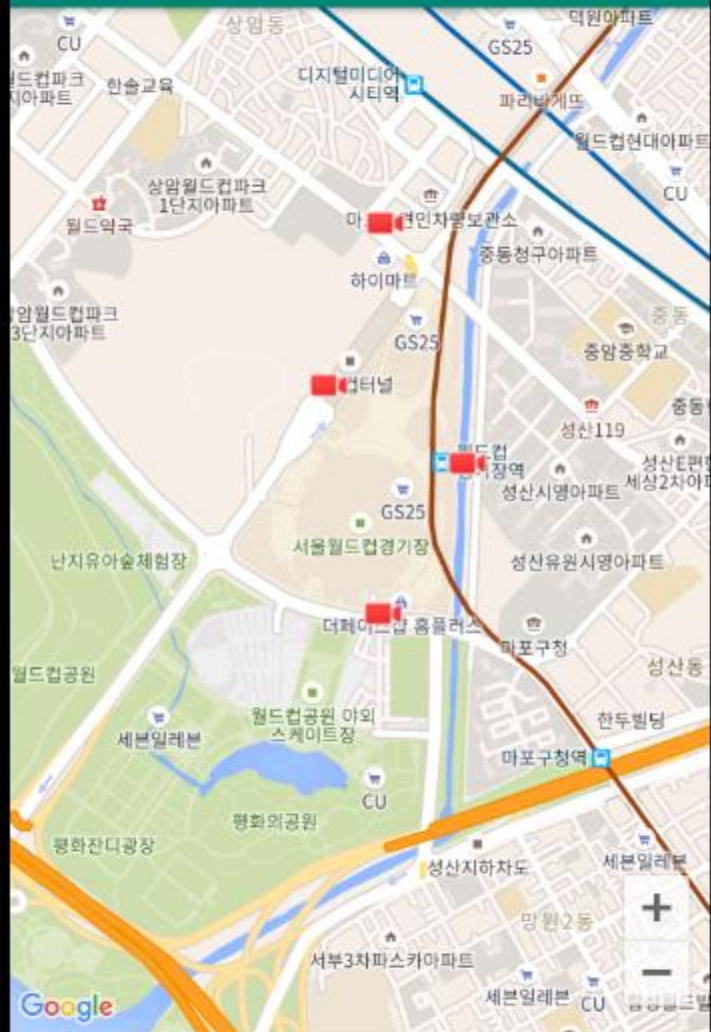 상암동
덕원아파트
CU
GS25
월드컵파크
지아파트
한솔교육
디지털미디어
시티역
파리바게뜨
월드컵현대아파트
CU
상암월드컵파크
1단지아파트
월드약국
마
견인차량보관소
중동청구아파트
하이마트
상암월드컵파크
3단지아파트
GS25
중동
중암중학교
컵터널
성산119
중동
월드컵
경기장역
성산시영아파트
성산E편한
세상2차아파
GS25
서울월드컵경기장
난지유아숲체험장
성산유원시영아파트
더페이스샵 홈플러스
마포구청
월드컵공원
성산동
월드컵공원 야외
스케이트장
세븐일레븐
한두빌딩
마포구청역
CU
평화의공원
평화잔디광장
성산지하차도
세븐일레븐
+
망원2동
서부3차파스카아파트
−
Google
세븐일레븐
CU